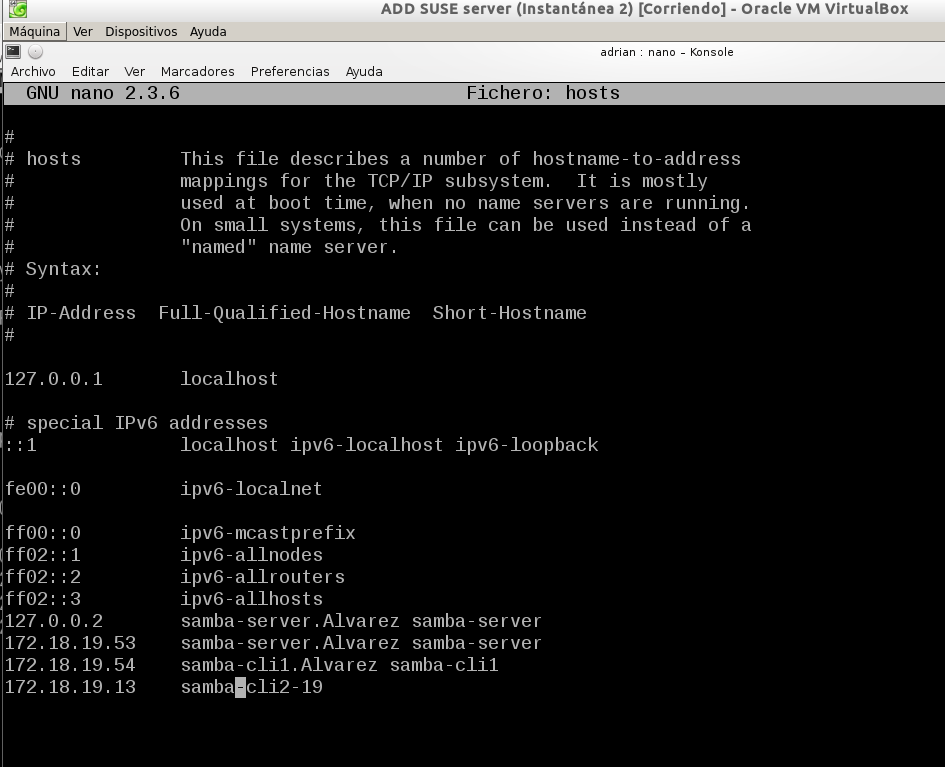 ADD SUSE server (Instantánea 2) [Corriendo] - Oracle VM VirtualBox
Máquina Ver Dispositivos Ayuda
adrian : nano – Konsole
Archivo Editar Ver Marcadores Preferencias Ayuda
GNU nano 2.3.6 Fichero: hosts
#
# hosts This file describes a number of hostname-to-address
# mappings for the TCP/IP subsystem. It is mostly
# used at boot time, when no name servers are running.
# On small systems, this file can be used instead of a
# "named" name server.
# Syntax:
#
# IP-Address Full-Qualified-Hostname Short-Hostname
#
127.0.0.1 localhost
# special IPv6 addresses
::1 localhost ipv6-localhost ipv6-loopback
fe00::0 ipv6-localnet
ff00::0 ipv6-mcastprefix
ff02::1 ipv6-allnodes
ff02::2 ipv6-allrouters
ff02::3 ipv6-allhosts
127.0.0.2 samba-server.Alvarez samba-server
172.18.19.53 samba-server.Alvarez samba-server
172.18.19.54 samba-cli1.Alvarez samba-cli1
172.18.19.13 samba-cli2-19